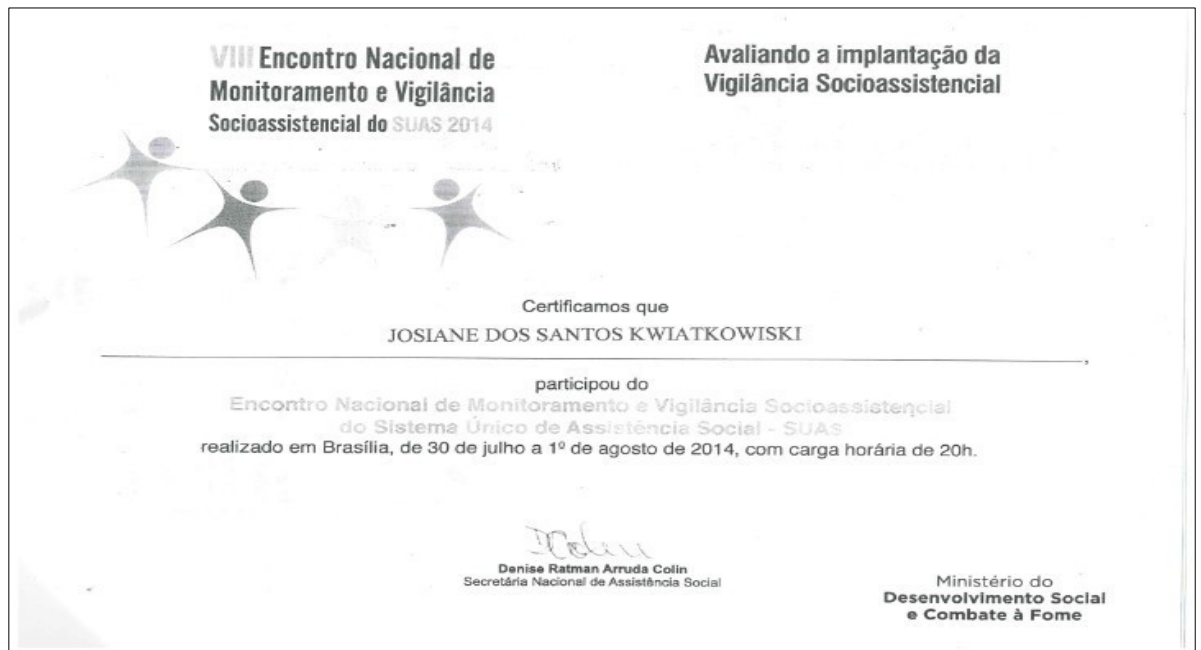 VIII Encontro Nacional de
Monitoramento e Vigilância
Socioassistencial do SUAS 2014
Avaliando a implantação da
Vigilância Socioassistencial
Certificamos que
JOSIANE DOS SANTOS KWIATKOWISKI
,
participou do
Encontro Nacional de Monitoramento e Vigilância Socioassistencial
do Sistema Único de Assistência Social - SUAS
realizado em Brasília, de 30 de julho a 1º de agosto de 2014, com carga horária de 20h.
DColin
Denise Ratman Arruda Colin
Secretária Nacional de Assistência Social
Ministério do
Desenvolvimento Social
e Combate à Fome